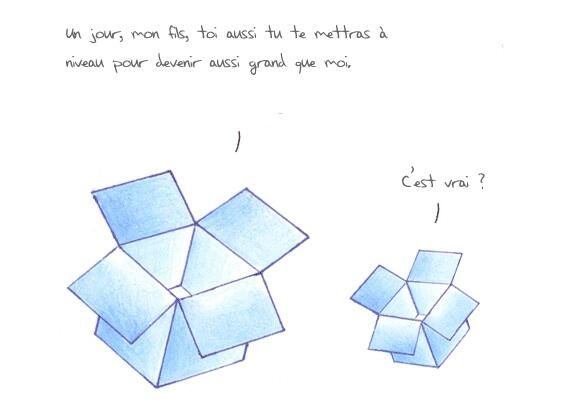 Un jour, mon fils, toi aussi tu te mettras à
niveau pour devenir aussi grand que moi.
C'est vrai ?